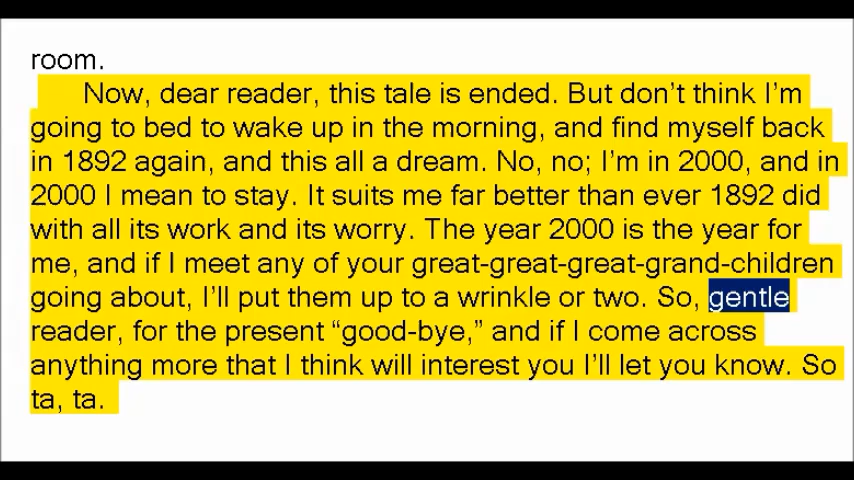 room.
Now, dear reader, this tale is ended. But don’t think I’m
going to bed to wake up in the morning, and find myself back
in 1892 again, and this all a dream. No, no; I’m in 2000, and in
2000 I mean to stay. It suits me far better than ever 1892 did
with all its work and its worry. The year 2000 is the year for
me, and if I meet any of your great-great-great-grand-children
going about, I’ll put them up to a wrinkle or two. So, gentle
reader, for the present “good-bye,” and if I come across
anything more that I think will interest you I’ll let you know. So
ta, ta.